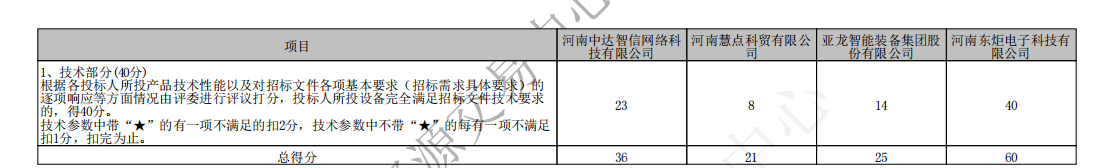 项目
河南中达智信网络科
技有限公司
河南慧点科贸有限公
司
亚龙智能装备集团股
份有限公司
河南东炬电子科技有
限公司
1、技术部分(40分)
根据各投标人所投产品技术性能以及对招标文件各项基本要求（招标需求具体要求）的
逐项响应等方面情况由评委进行评议打分，投标人所投设备完全满足招标文件技术要求
的，得40分。
技术参数中带“★”的有一项不满足的扣2分，技术参数中不带“★”的每有一项不满足
扣1分，扣完为止。
23
8
14
40
总得分
36
21
25
60
源交易中心
中心